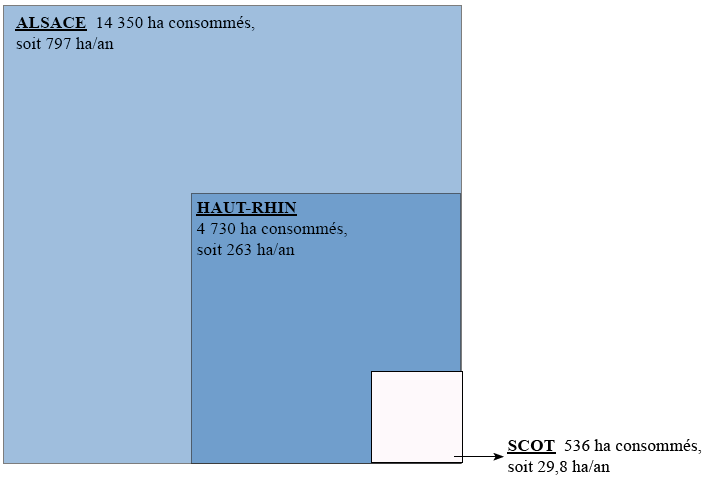 ALSACE 14 350 ha consommés,
soit 797 ha/an
HAUT-RHIN
4 730 ha consommés,
soit 263 ha/an
SCOT 536 ha consommés,
soit 29,8 ha/an